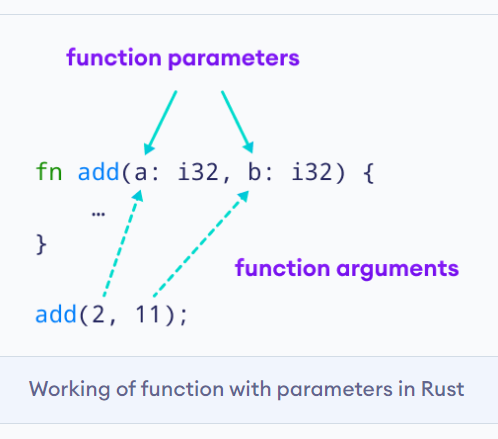 function parameters
fn add(a: i32, b: i32) {
…
}
function arguments
add(2, 11);
Working of function with parameters in Rust